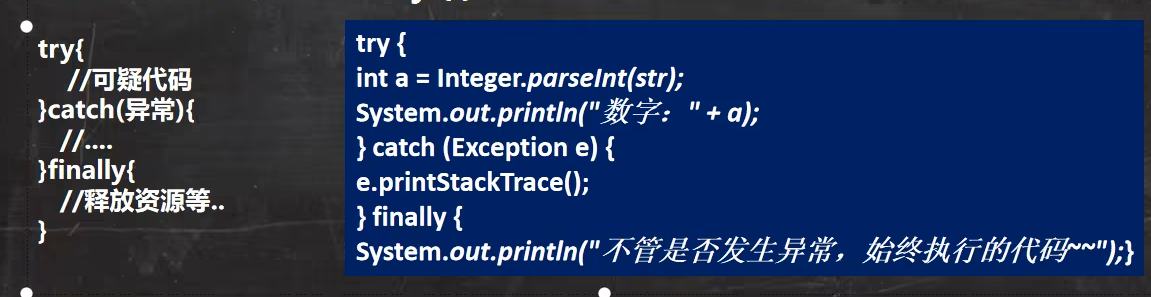 try{
//可疑代码
}catch(异常){
//....
}finally{
//释放资源等..
}
try {
int a = Integer.parseInt(str);
System.out.println("数字：" + a);
} catch (Exception e) {
e.printStackTrace();
} finally {
System.out.println("不管是否发生异常，始终执行的代码~~");}